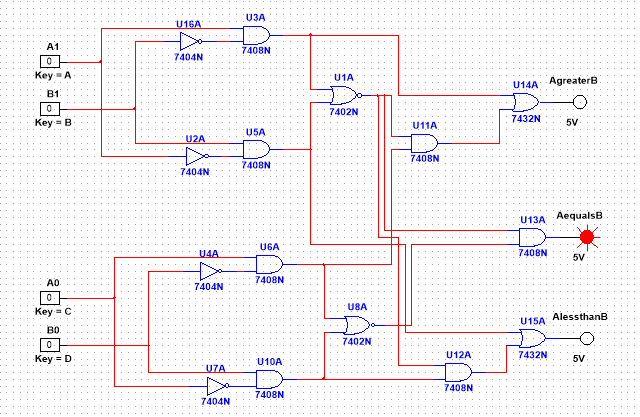 U16A
7404N
U3A
7408N
A1
0
Key = A
B1
0
Key = B
U1A
7402N
U14A
7432N
AgreaterB
5V
U11A
7408N
U2A
7404N
U5A
7408N
U13A
7408N
AequalsB
5V
U4A
7404N
U6A
7408N
A0
0
Key = C
B0
0
Key = D
U8A
7402N
U15A
7432N
AlessthanB
5V
U7A
7404N
U10A
7408N
U12A
7408N